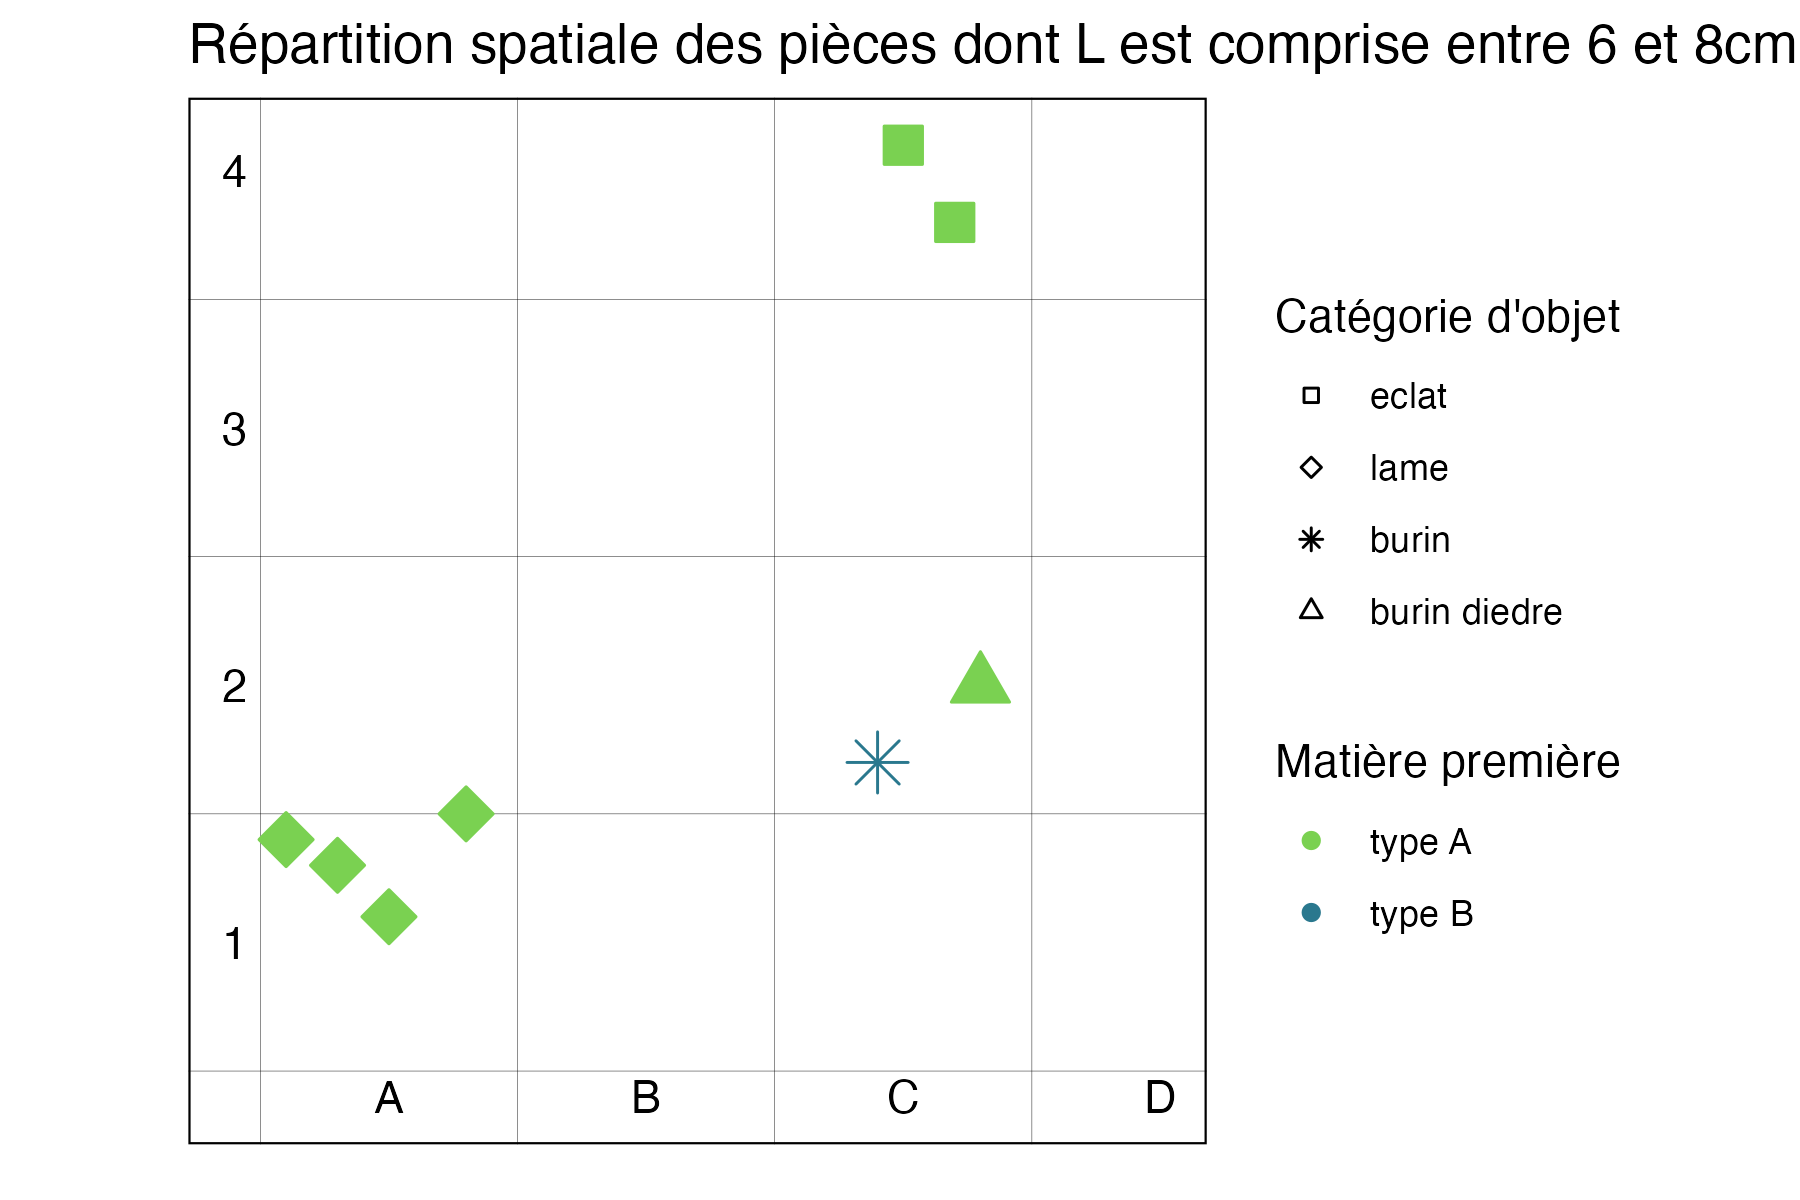 Répartition spatiale des pièces dont L est comprise entre 6 et 8cm
4
3
2
1
A B C D
Catégorie d'objet
eclat
lame
burin
burin diedre
Matière première
type A
type B